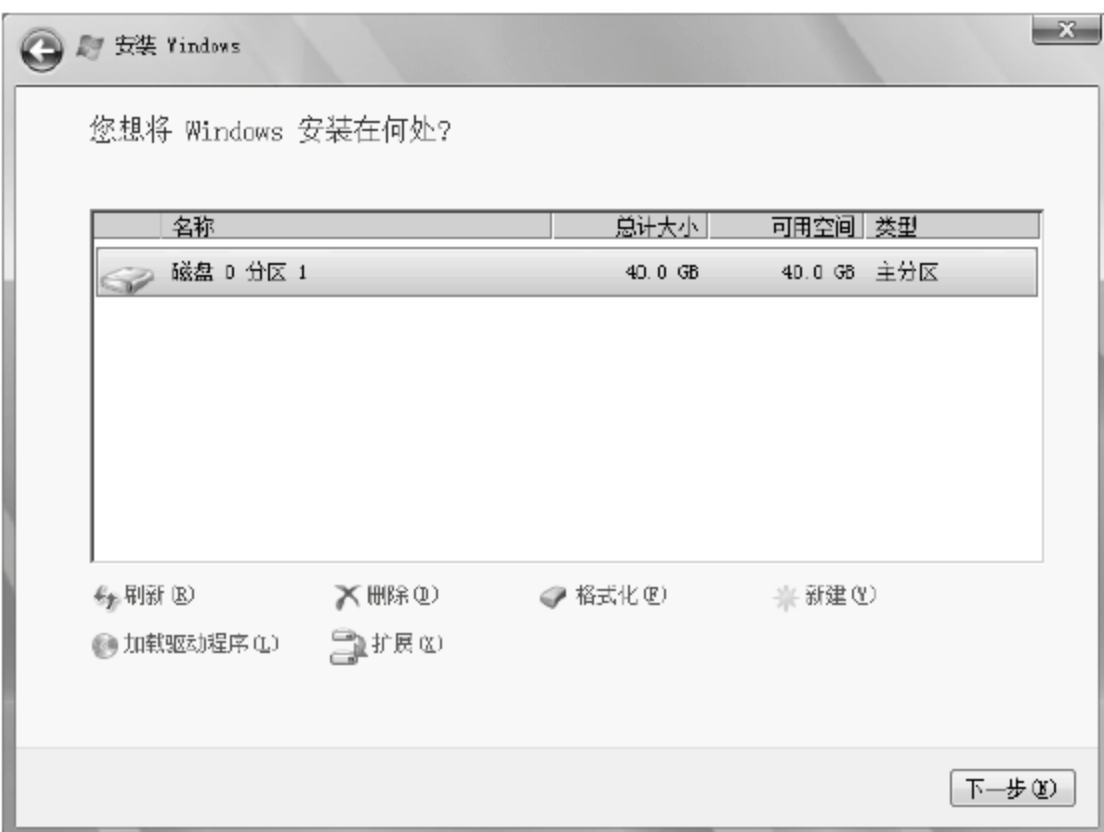 安装 Windows
您想将 Windows 安装在何处?
名称 总计大小 可用空间 类型
磁盘 0 分区 1 40.0 GB 40.0 GB 主分区
刷新(R) 删除(D) 格式化(F) 新建(W)
加载驱动程序(L) 扩展(X)
下一步(N)